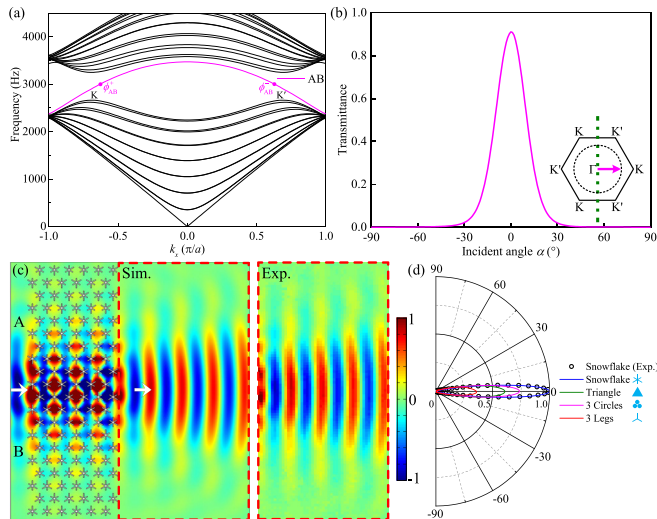 (a)
Frequency (Hz)
4000
3000
2000
1000
0
K
ϕ⁺AB
ϕ⁻AB
K'
AB
-1.0
-0.5
0.0
0.5
1.0
kₓ (π/a)
(b)
Transmittance
1.0
0.8
0.6
0.4
0.2
0.0
K
K'
K'
Γ
K
K
K'
-90
-60
-30
0
30
60
90
Incident angle α (°)
(c)
Sim.
Exp.
A
B
1
0
-1
(d)
90
60
30
0
0.5
1.0
0
-30
-60
-90
Snowflake (Exp.)
Snowflake
Triangle
3 Circles
3 Legs